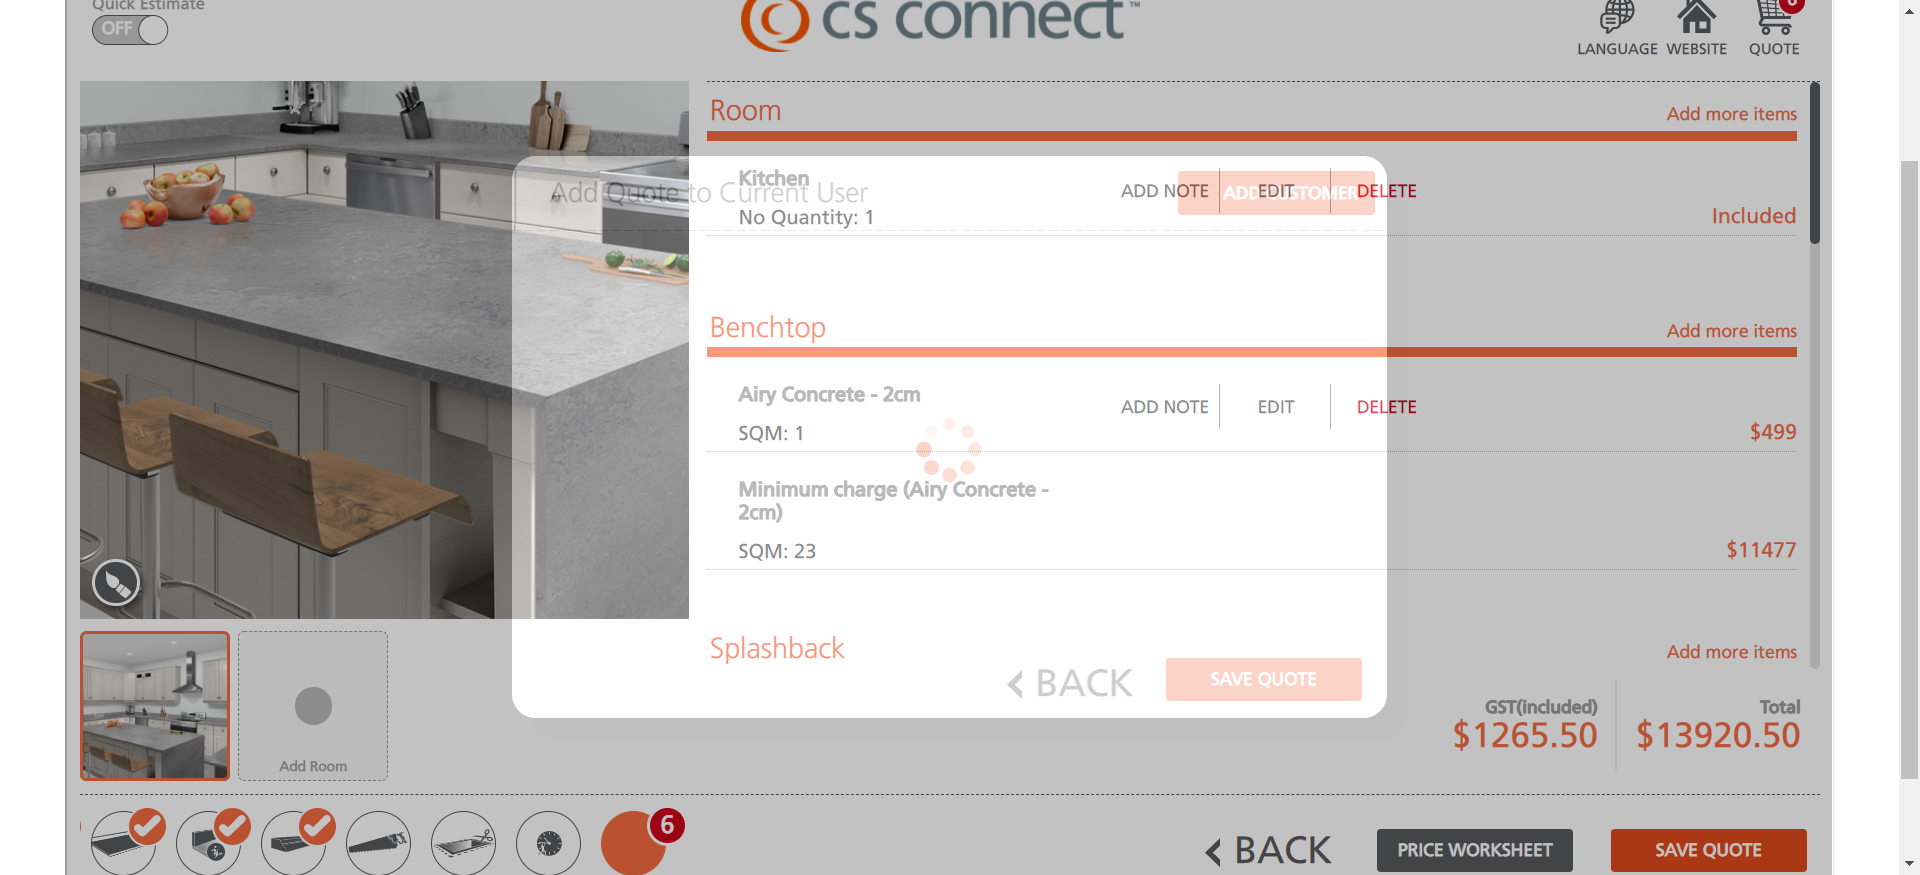 Quick Estimate
OFF
cs connect™
LANGUAGE
WEBSITE
QUOTE
6
Room
Add more items
Add Quote to Current User
ADD CUSTOMER
Kitchen
ADD NOTE
EDIT
DELETE
No Quantity: 1
Included
Benchtop
Add more items
Airy Concrete - 2cm
ADD NOTE
EDIT
DELETE
SQM: 1
$499
Minimum charge (Airy Concrete -
2cm)
SQM: 23
$11477
Splashback
Add more items
BACK
SAVE QUOTE
GST(included)
$1265.50
Total
$13920.50
Add Room
6
BACK
PRICE WORKSHEET
SAVE QUOTE